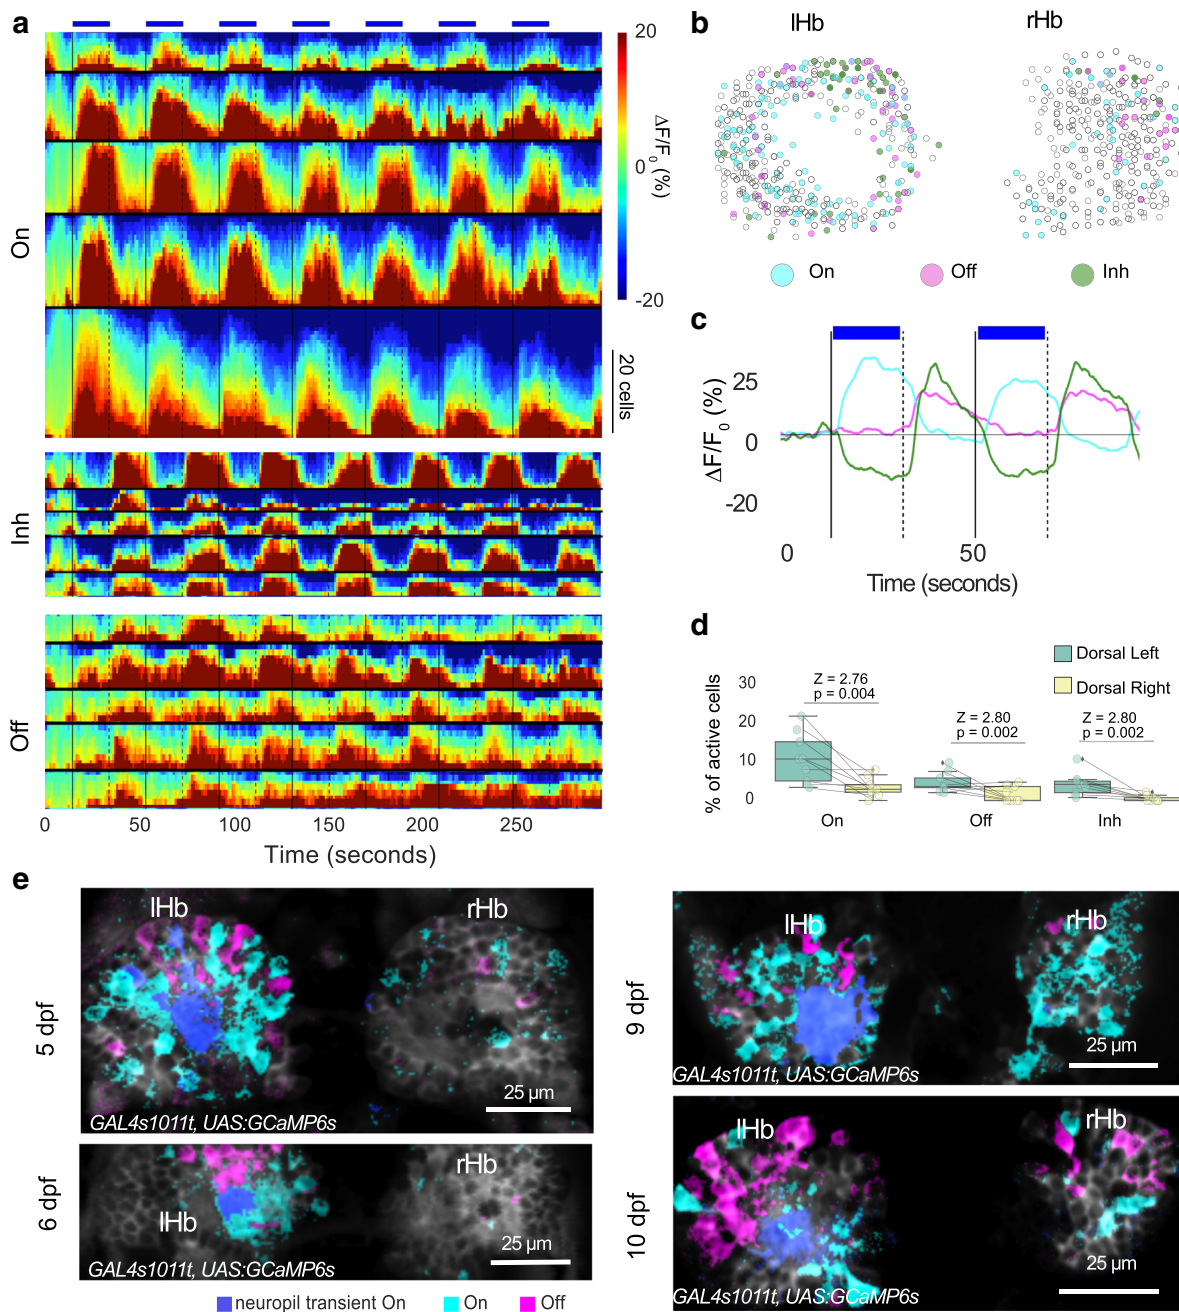 a
20
ΔF/F0 (%)
0
-20
20 cells
On
Inh
Off
0 50 100 150 200 250
Time (seconds)
b
lHb rHb
On Off Inh
c
25
0
-20
ΔF/F0 (%)
0 50
Time (seconds)
d
Dorsal Left
Dorsal Right
30
20
10
0
% of active cells
Z = 2.76
p = 0.004
Z = 2.80
p = 0.002
Z = 2.80
p = 0.002
On Off Inh
e
lHb rHb
5 dpf
25 µm
GAL4s1011t, UAS:GCaMP6s
rHb
lHb
6 dpf
25 µm
GAL4s1011t, UAS:GCaMP6s
lHb rHb
9 dpf
25 µm
GAL4s1011t, UAS:GCaMP6s
lHb rHb
10 dpf
25 µm
GAL4s1011t, UAS:GCaMP6s
neuropil transient On On Off